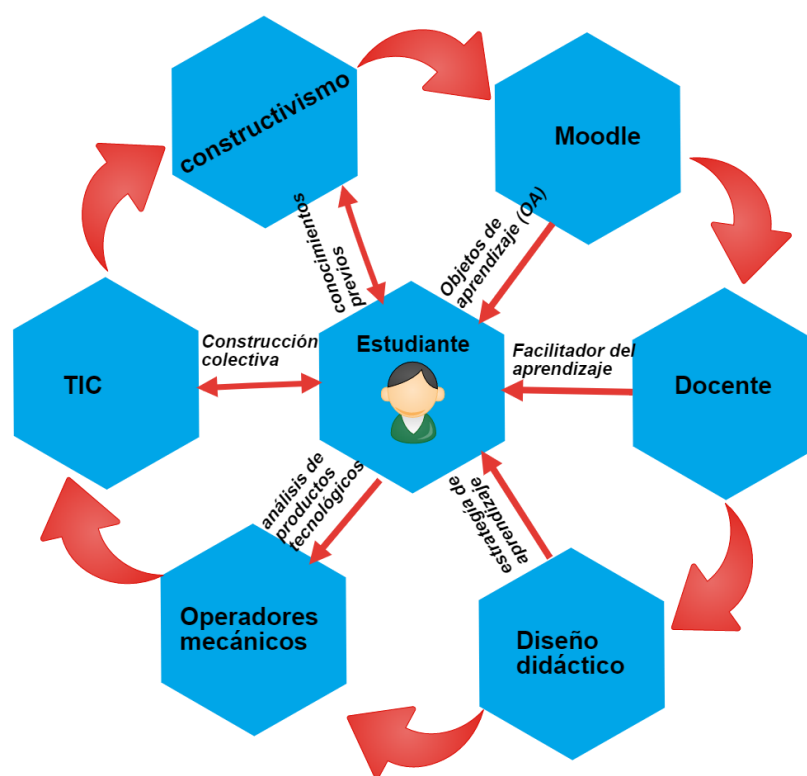 constructivismo
Moodle
conocimientos
previos
Objetos de
aprendizaje (OA)
Construcción
colectiva
Estudiante
Facilitador del
aprendizaje
TIC
Docente
análisis de
productos
tecnológicos
estrategia de
aprendizaje
Operadores
mecánicos
Diseño
didáctico